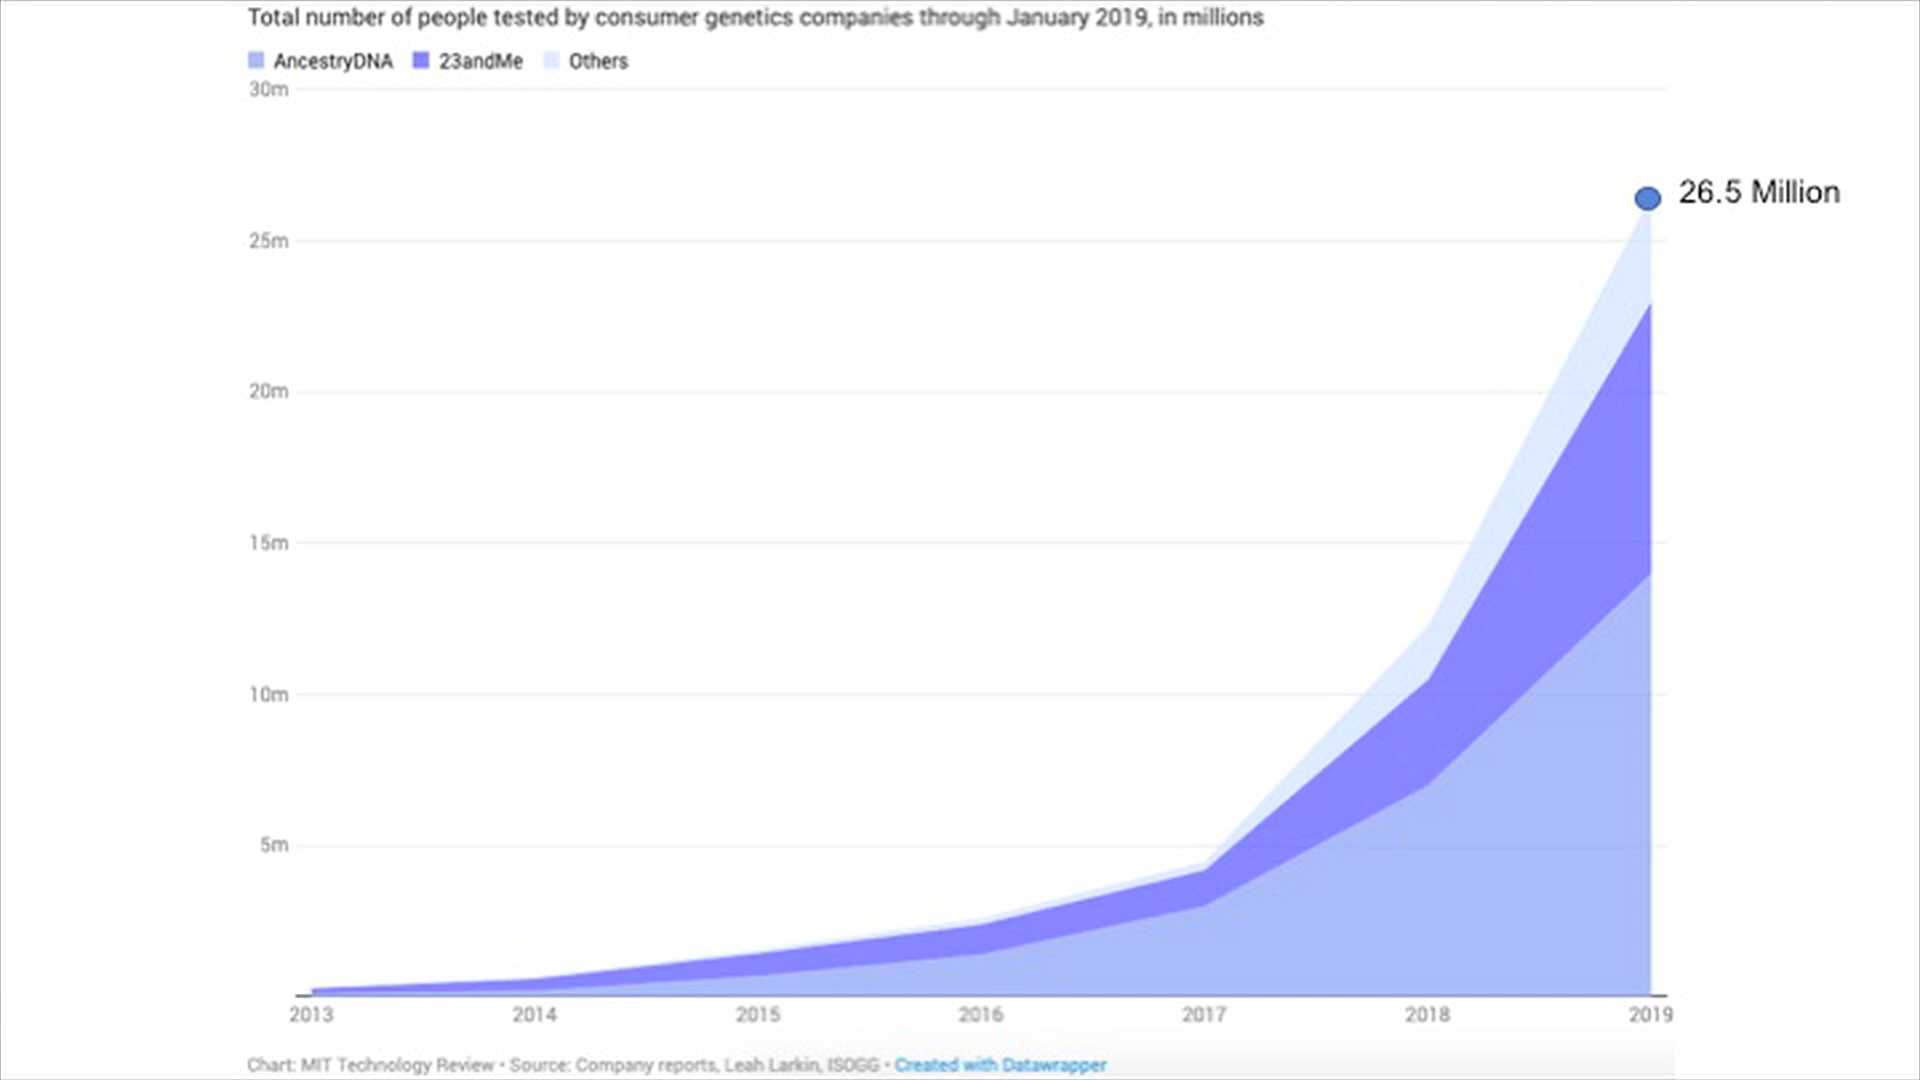 Total number of people tested by consumer genetics companies through January 2019, in millions
AncestryDNA 23andMe Others
30m
26.5 Million
25m
20m
15m
10m
5m
2013 2014 2015 2016 2017 2018 2019
Chart: MIT Technology Review • Source: Company reports, Leah Larkin, ISOGG • Created with Datawrapper